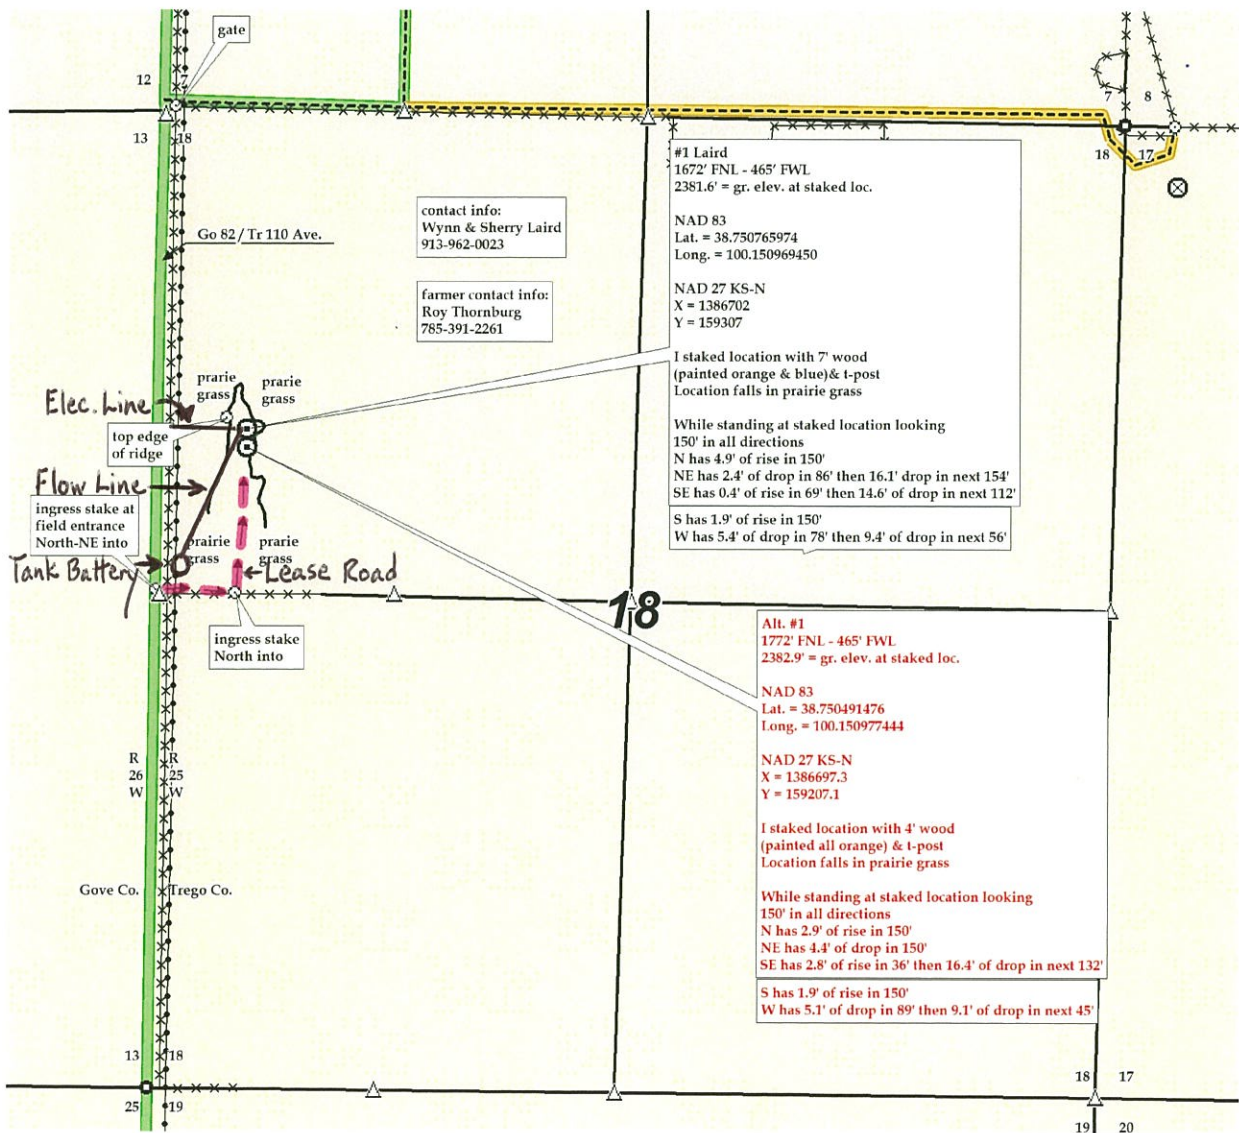 gate
12
7
7
8
13
18
18
17
#1 Laird
1672' FNL - 465' FWL
2381.6' = gr. elev. at staked loc.
NAD 83
Lat. = 38.750765974
Long. = 100.150969450
NAD 27 KS-N
X = 1386702
Y = 159307
I staked location with 7' wood
(painted orange & blue)& t-post
Location falls in prairie grass
While standing at staked location looking
150' in all directions
N has 4.9' of rise in 150'
NE has 2.4' of drop in 86' then 16.1' drop in next 154'
SE has 0.4' of rise in 69' then 14.6' of drop in next 112'
S has 1.9' of rise in 150'
W has 5.4' of drop in 78' then 9.4' of drop in next 56'
contact info:
Wynn & Sherry Laird
913-962-0023
Go 82 / Tr 110 Ave.
farmer contact info:
Roy Thornburg
785-391-2261
prarie
grass
prarie
grass
Elec. Line
top edge
of ridge
Flow Line
ingress stake at
field entrance
North-NE into
prarie
grass
prarie
grass
Tank Battery
Lease Road
18
ingress stake
North into
Alt. #1
1772' FNL - 465' FWL
2382.9' = gr. elev. at staked loc.
NAD 83
Lat. = 38.750491476
Long. = 100.150977444
NAD 27 KS-N
X = 1386697.3
Y = 159207.1
I staked location with 4' wood
(painted all orange) & t-post
Location falls in prairie grass
While standing at staked location looking
150' in all directions
N has 2.9' of rise in 150'
NE has 4.4' of drop in 150'
SE has 2.8' of rise in 36' then 16.4' of drop in next 132'
S has 1.9' of rise in 150'
W has 5.1' of drop in 89' then 9.1' of drop in next 45'
R
26
W
R
25
W
Gove Co.
Trego Co.
13
18
25
19
18
17
19
20